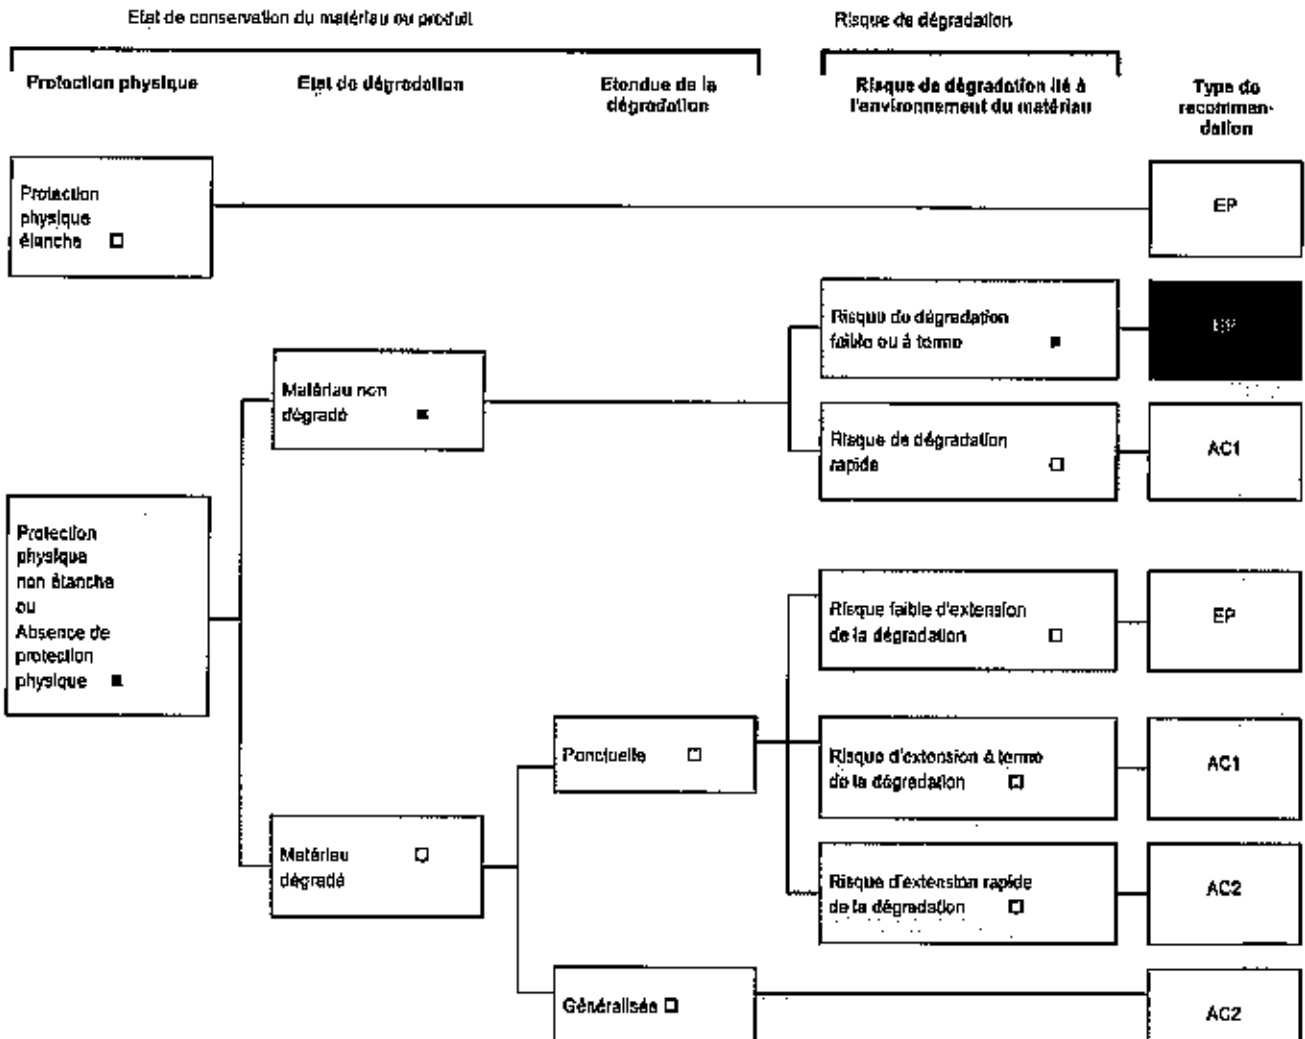 Etat de conservation du matériau ou produit
Risque de dégradation
Protection physique
Etat de dégradation
Etendue de la
dégradation
Risque de dégradation lié à
l'environnement du matériau
Type de
recomman-
dation
Protection
physique
étanche
EP
Risque de dégradation
faible ou à terme
EP
Matériau non
dégradé
Risque de dégradation
rapide
AC1
Protection
physique
non étanche
ou
Absence de
protection
physique
Risque faible d'extension
de la dégradation
EP
Ponctuelle
Risque d'extension à terme
de la dégradation
AC1
Matériau
dégradé
Risque d'extension rapide
de la dégradation
AC2
Généralisée
AC2